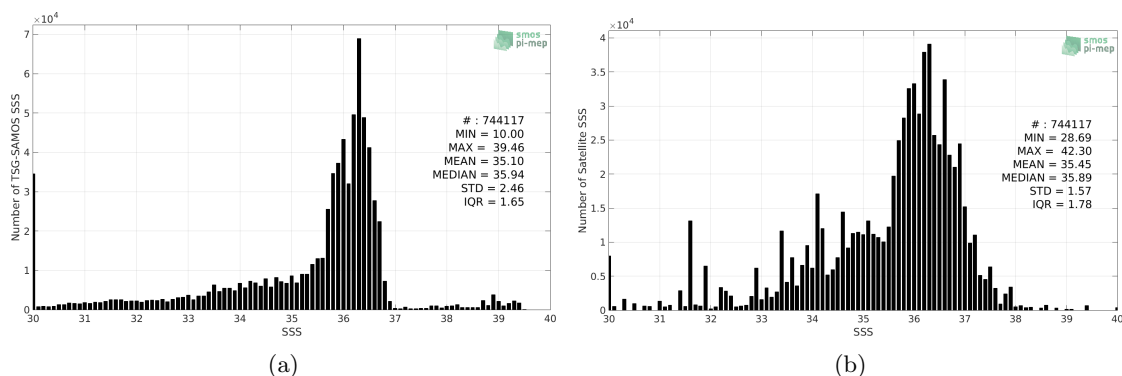 ×10⁴
7
6
5
4
3
2
1
0
Number of TSG-SAMOS SSS
30 31 32 33 34 35 36 37 38 39 40
SSS
smos
pi-mep
# : 744117
MIN = 10.00
MAX = 39.46
MEAN = 35.10
MEDIAN = 35.94
STD = 2.46
IQR = 1.65
(a)
×10⁴
4
3.5
3
2.5
2
1.5
1
0.5
0
Number of Satellite SSS
30 31 32 33 34 35 36 37 38 39 40
SSS
smos
pi-mep
# : 744117
MIN = 28.69
MAX = 42.30
MEAN = 35.45
MEDIAN = 35.89
STD = 1.57
IQR = 1.78
(b)